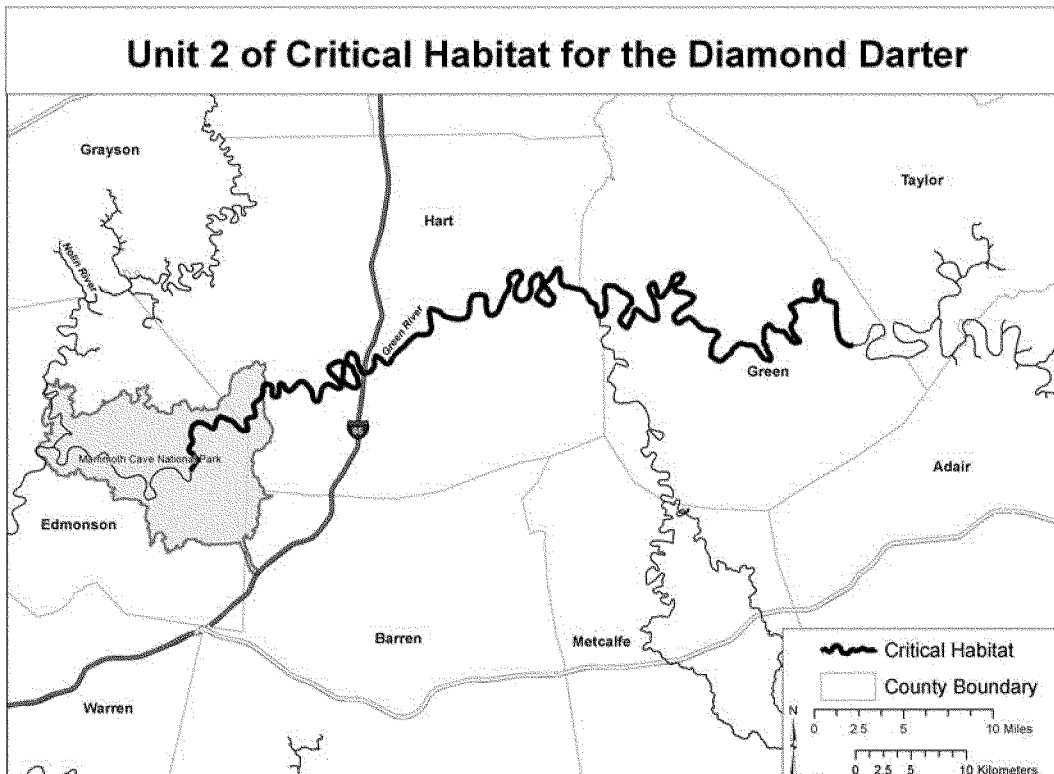 Unit 2 of Critical Habitat for the Diamond Darter
Grayson
Taylor
Hart
Nolin River
Green River
Green
Mammoth Cave National Park
Adair
Edmonson
Barren
Metcalfe
Warren
Critical Habitat
County Boundary
N
0 2.5 5 10 Miles
0 2.5 5 10 Kilometers